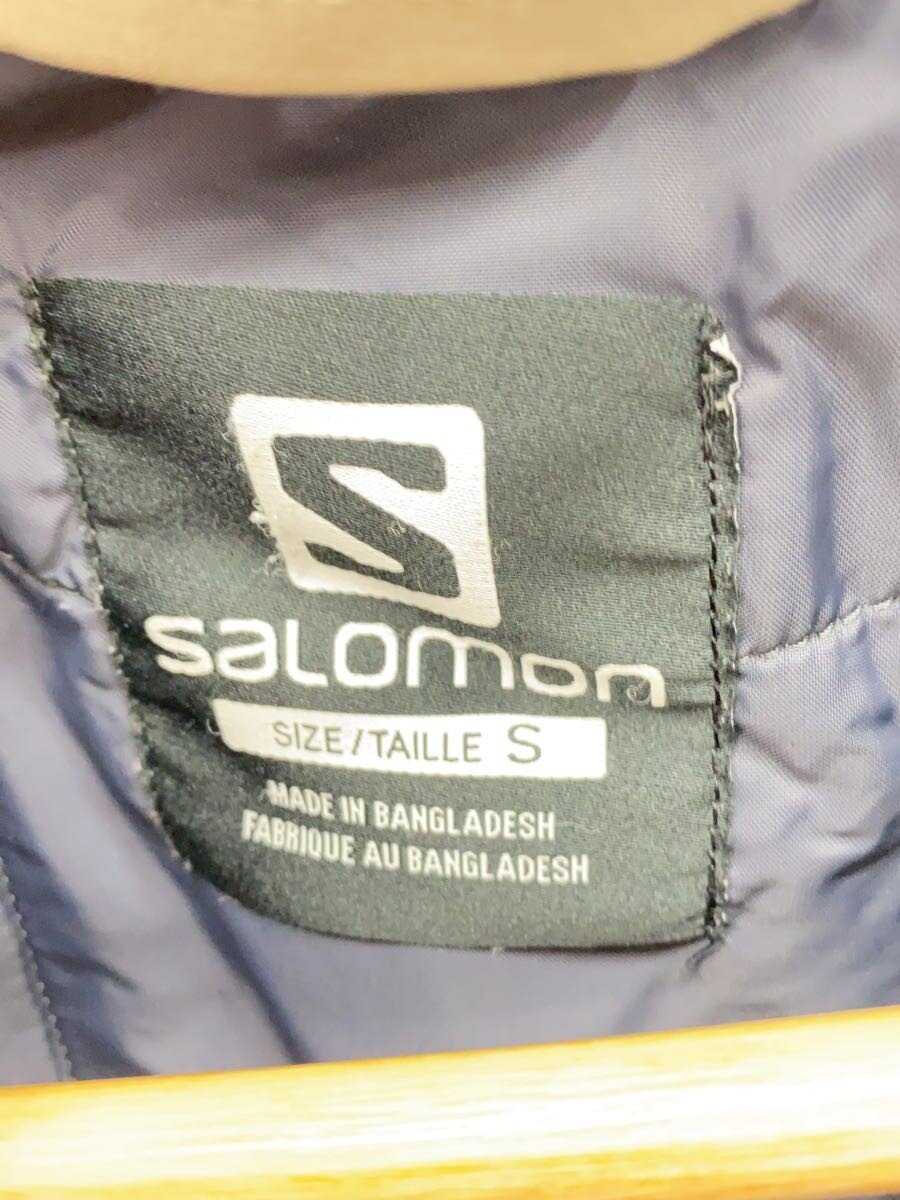 S
SALOMON
SIZE/TAILLE S
MADE IN BANGLADESH
FABRIQUE AU BANGLADESH